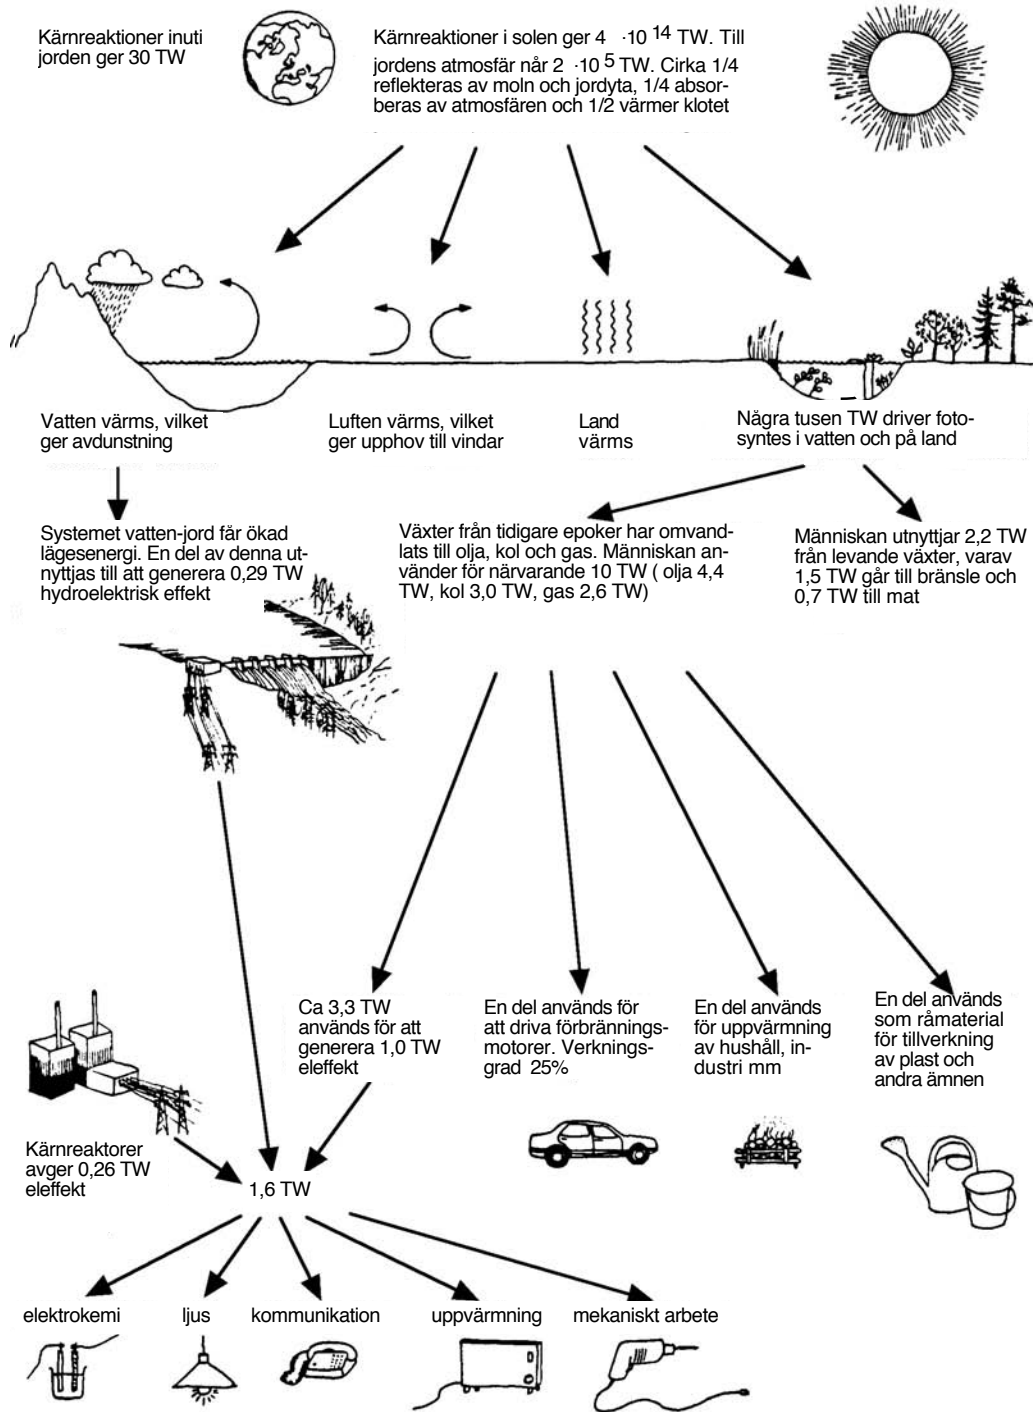 Kärnreaktioner inuti
jorden ger 30 TW
Kärnreaktioner i solen ger 4 ·10 14 TW. Till
jordens atmosfär når 2 ·10 5 TW. Cirka 1/4
reflekteras av moln och jordyta, 1/4 absor-
beras av atmosfären och 1/2 värmer klotet
Vatten värms, vilket
ger avdunstning
Luften värms, vilket
ger upphov till vindar
Land
värms
Några tusen TW driver foto-
syntes i vatten och på land
Systemet vatten-jord får ökad
lägesenergi. En del av denna ut-
nyttjas till att generera 0,29 TW
hydroelektrisk effekt
Växter från tidigare epoker har omvand-
lats till olja, kol och gas. Människan an-
vänder för närvarande 10 TW ( olja 4,4
TW, kol 3,0 TW, gas 2,6 TW)
Människan utnyttjar 2,2 TW
från levande växter, varav
1,5 TW går till bränsle och
0,7 TW till mat
Ca 3,3 TW
används för att
generera 1,0 TW
eleffekt
En del används för
att driva förbrännings-
motorer. Verknings-
grad 25%
En del används
för uppvärmning
av hushåll, in-
dustri mm
En del används
som råmaterial
för tillverkning
av plast och
andra ämnen
Kärnreaktorer
avger 0,26 TW
eleffekt
1,6 TW
elektrokemi
ljus
kommunikation
uppvärmning
mekaniskt arbete